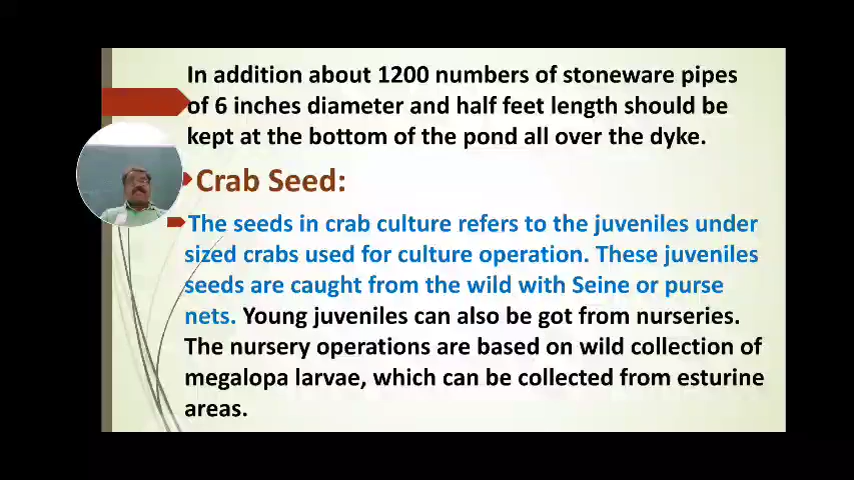 In addition about 1200 numbers of stoneware pipes
of 6 inches diameter and half feet length should be
kept at the bottom of the pond all over the dyke.
Crab Seed:
The seeds in crab culture refers to the juveniles under
sized crabs used for culture operation. These juveniles
seeds are caught from the wild with Seine or purse
nets. Young juveniles can also be got from nurseries.
The nursery operations are based on wild collection of
megalopa larvae, which can be collected from esturine
areas.